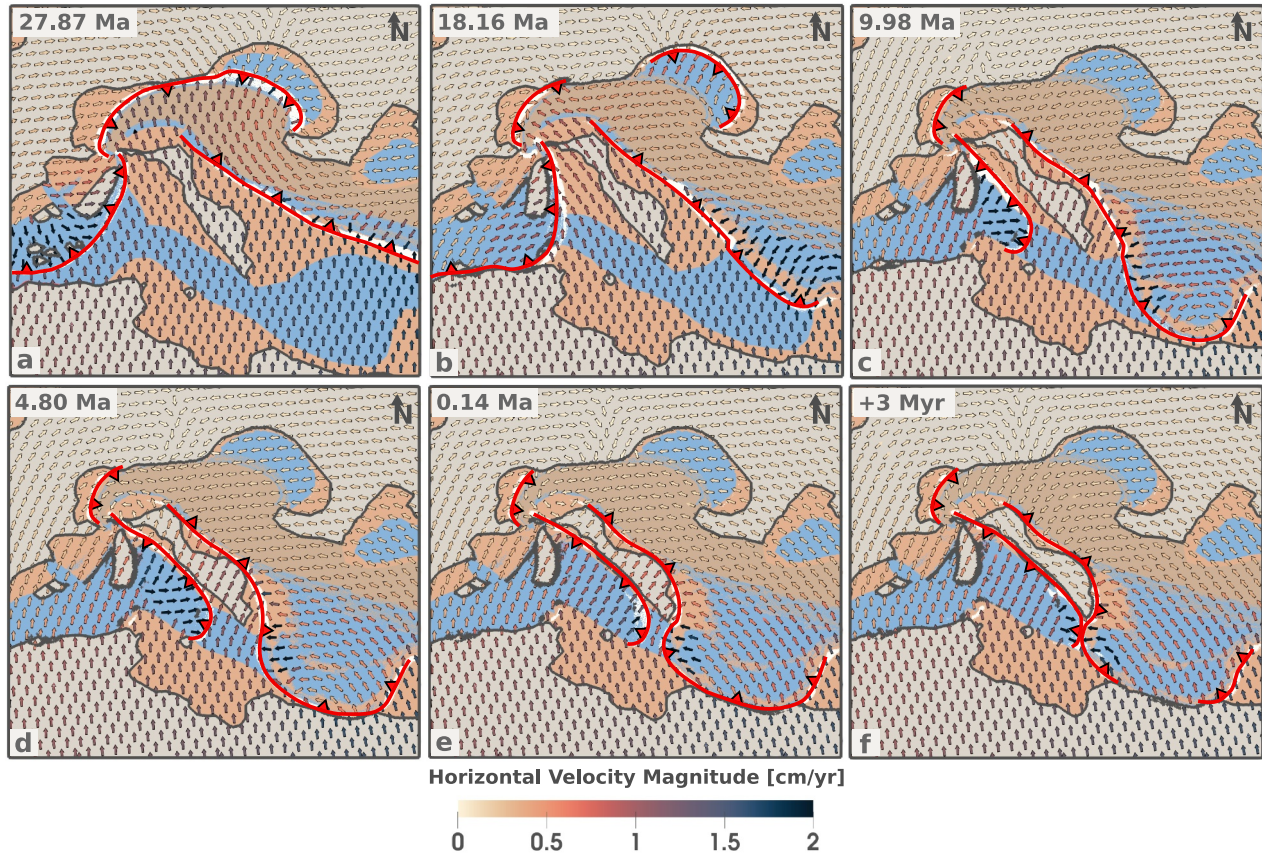 27.87 Ma
N
18.16 Ma
N
9.98 Ma
N
a
b
c
4.80 Ma
N
0.14 Ma
N
+3 Myr
N
d
e
f
Horizontal Velocity Magnitude [cm/yr]
0 0.5 1 1.5 2